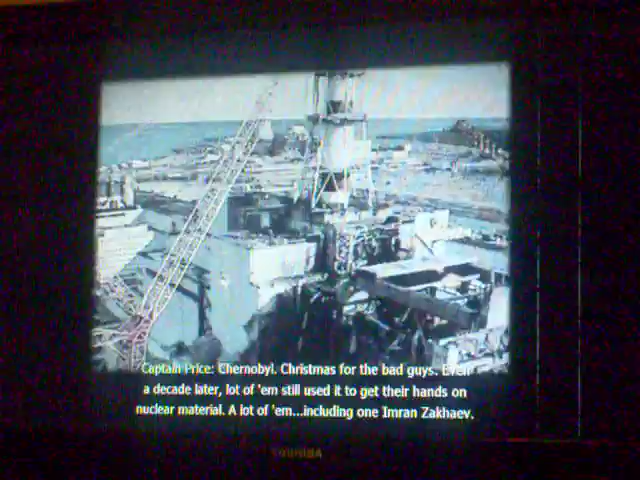 Captain Price: Chernobyl. Christmas for the bad guys. Even
a decade later, lot of 'em still used it to get their hands on
nuclear material. A lot of 'em...including one Imran Zakhaev.
TOSHIBA